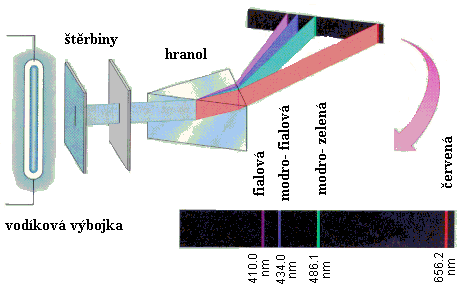 štěrbiny
hranol
vodíková výbojka
fialová
modro- fialová
modro- zelená
červená
410.0 nm
434.0 nm
486.1 nm
656.2 nm